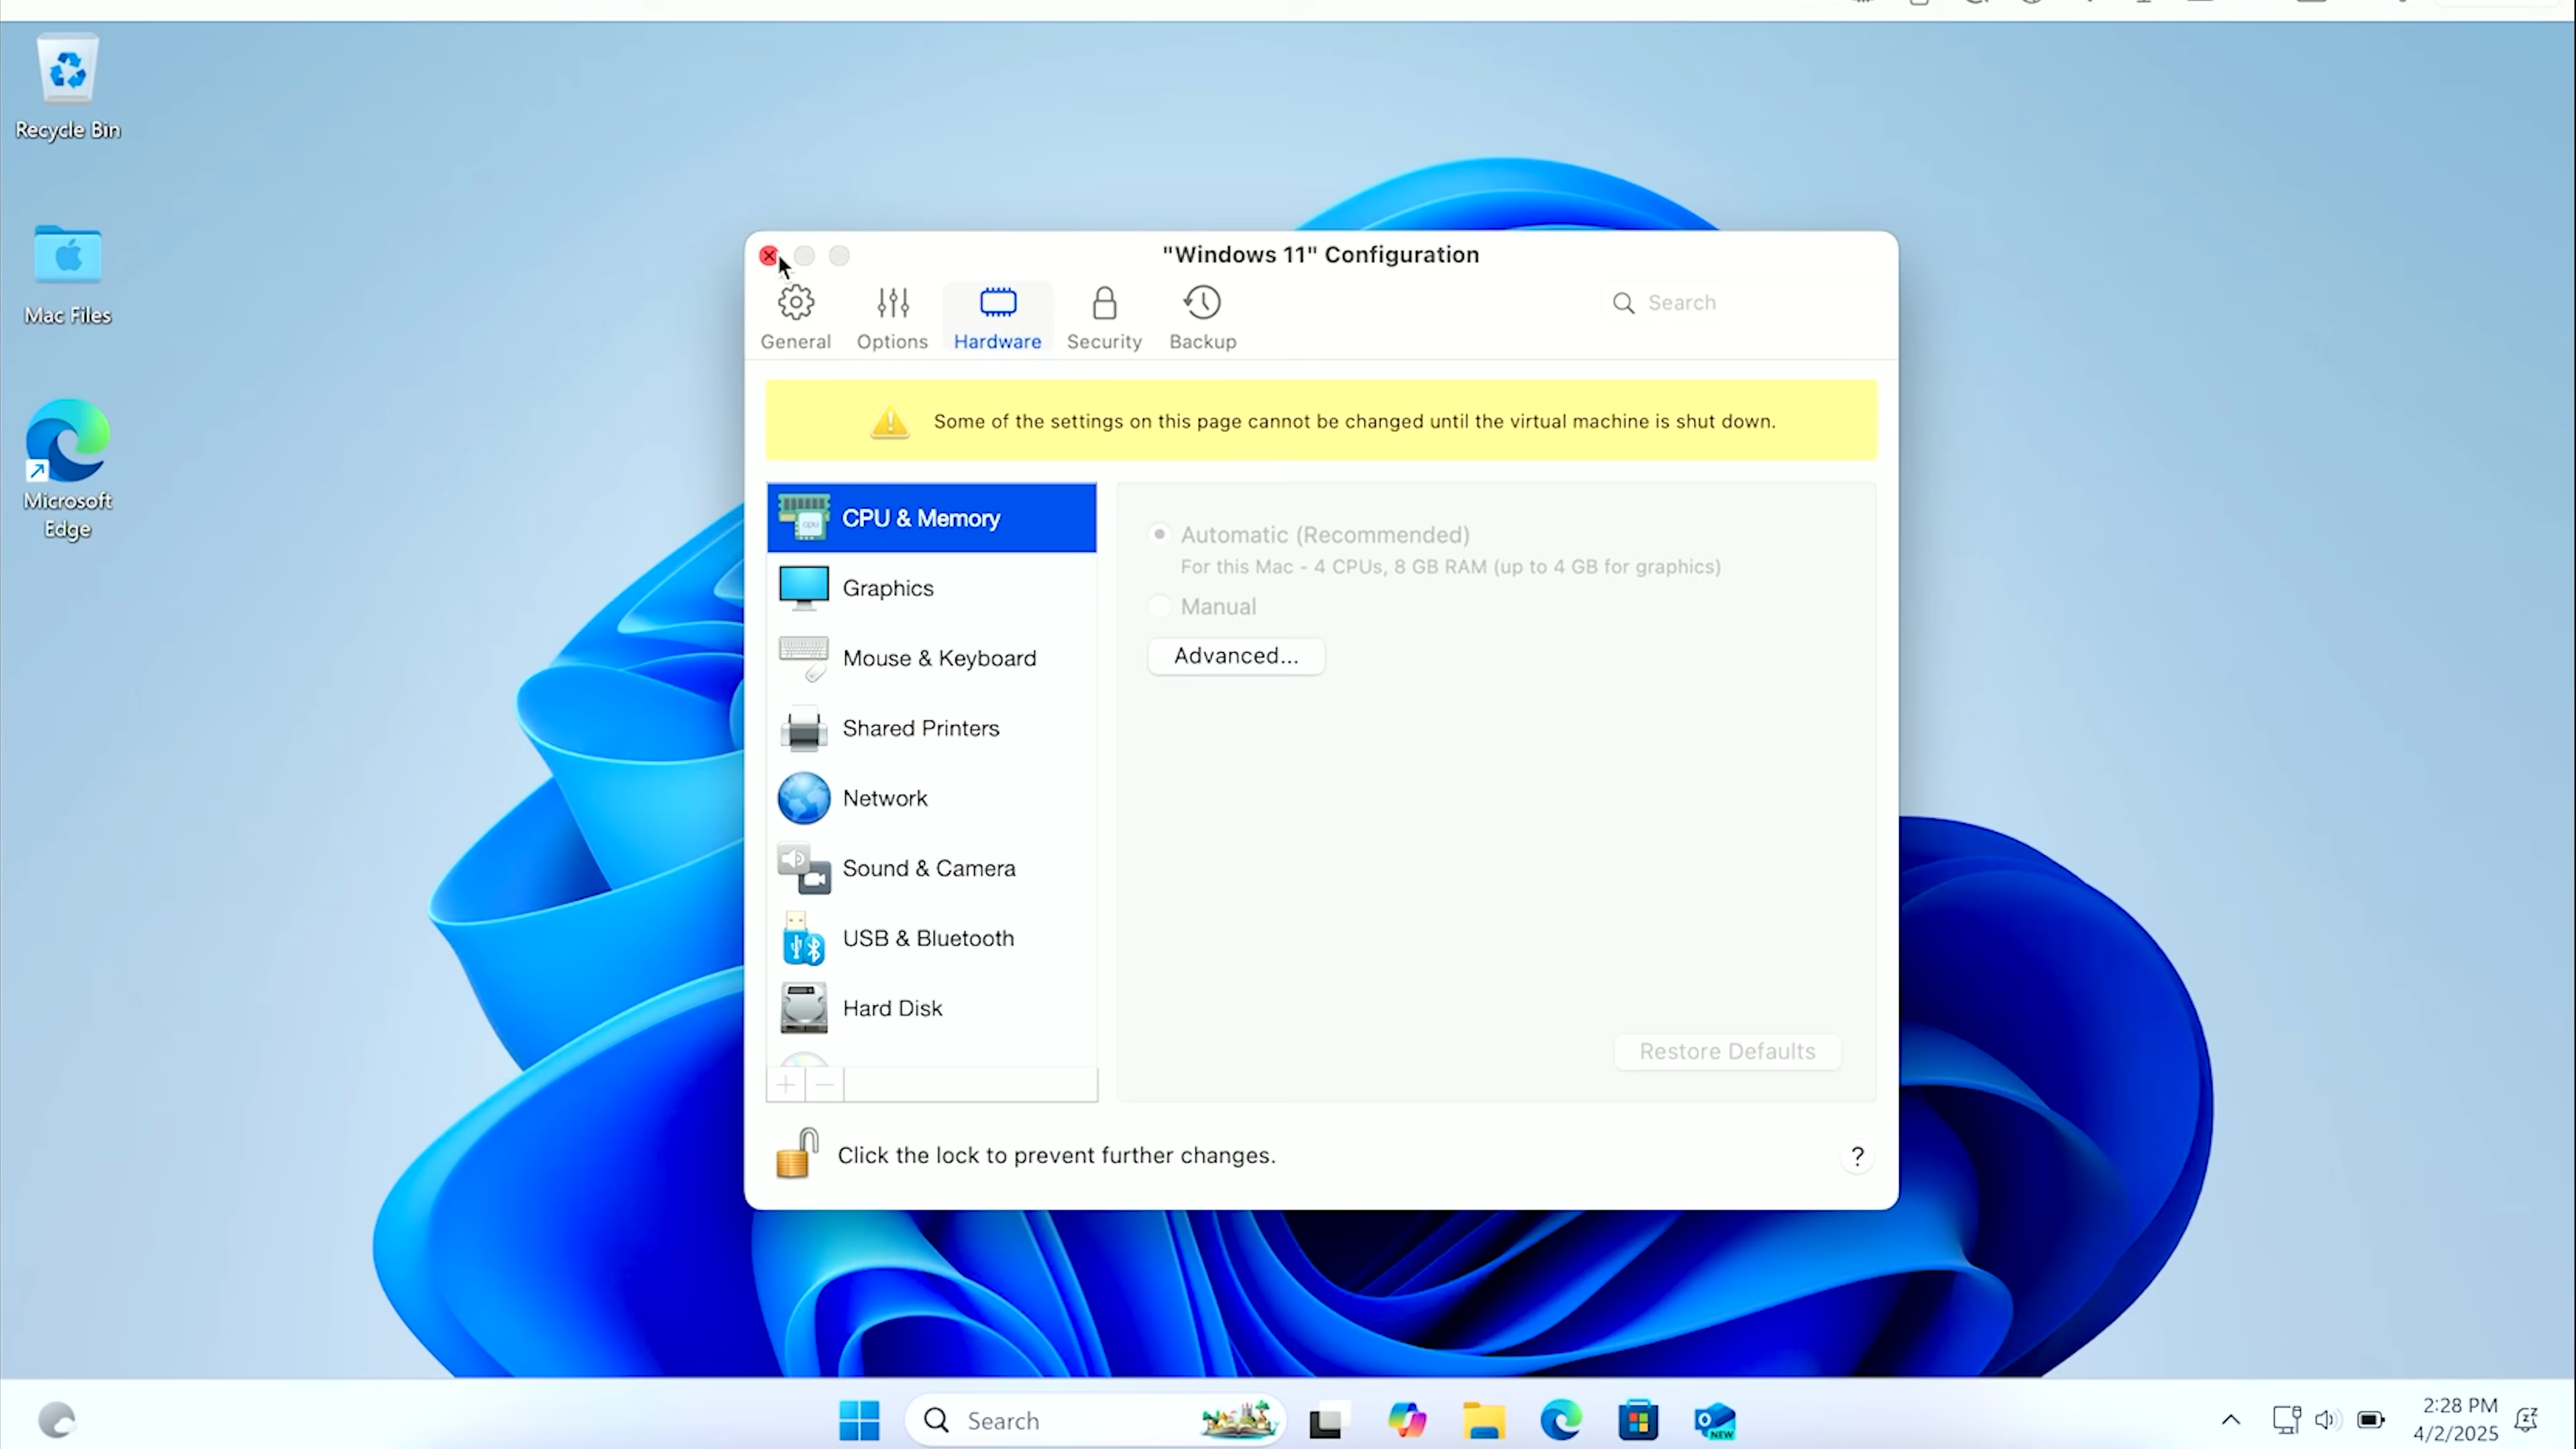 Recycle Bin
Mac Files
Microsoft
Edge
"Windows 11" Configuration
General
Options
Hardware
Security
Backup
Search
Some of the settings on this page cannot be changed until the virtual machine is shut down.
CPU & Memory
Graphics
Mouse & Keyboard
Shared Printers
Network
Sound & Camera
USB & Bluetooth
Hard Disk
Automatic (Recommended)
For this Mac - 4 CPUs, 8 GB RAM (up to 4 GB for graphics)
Manual
Advanced...
Restore Defaults
Click the lock to prevent further changes.
?
Search
NEW
2:28 PM
4/2/2025